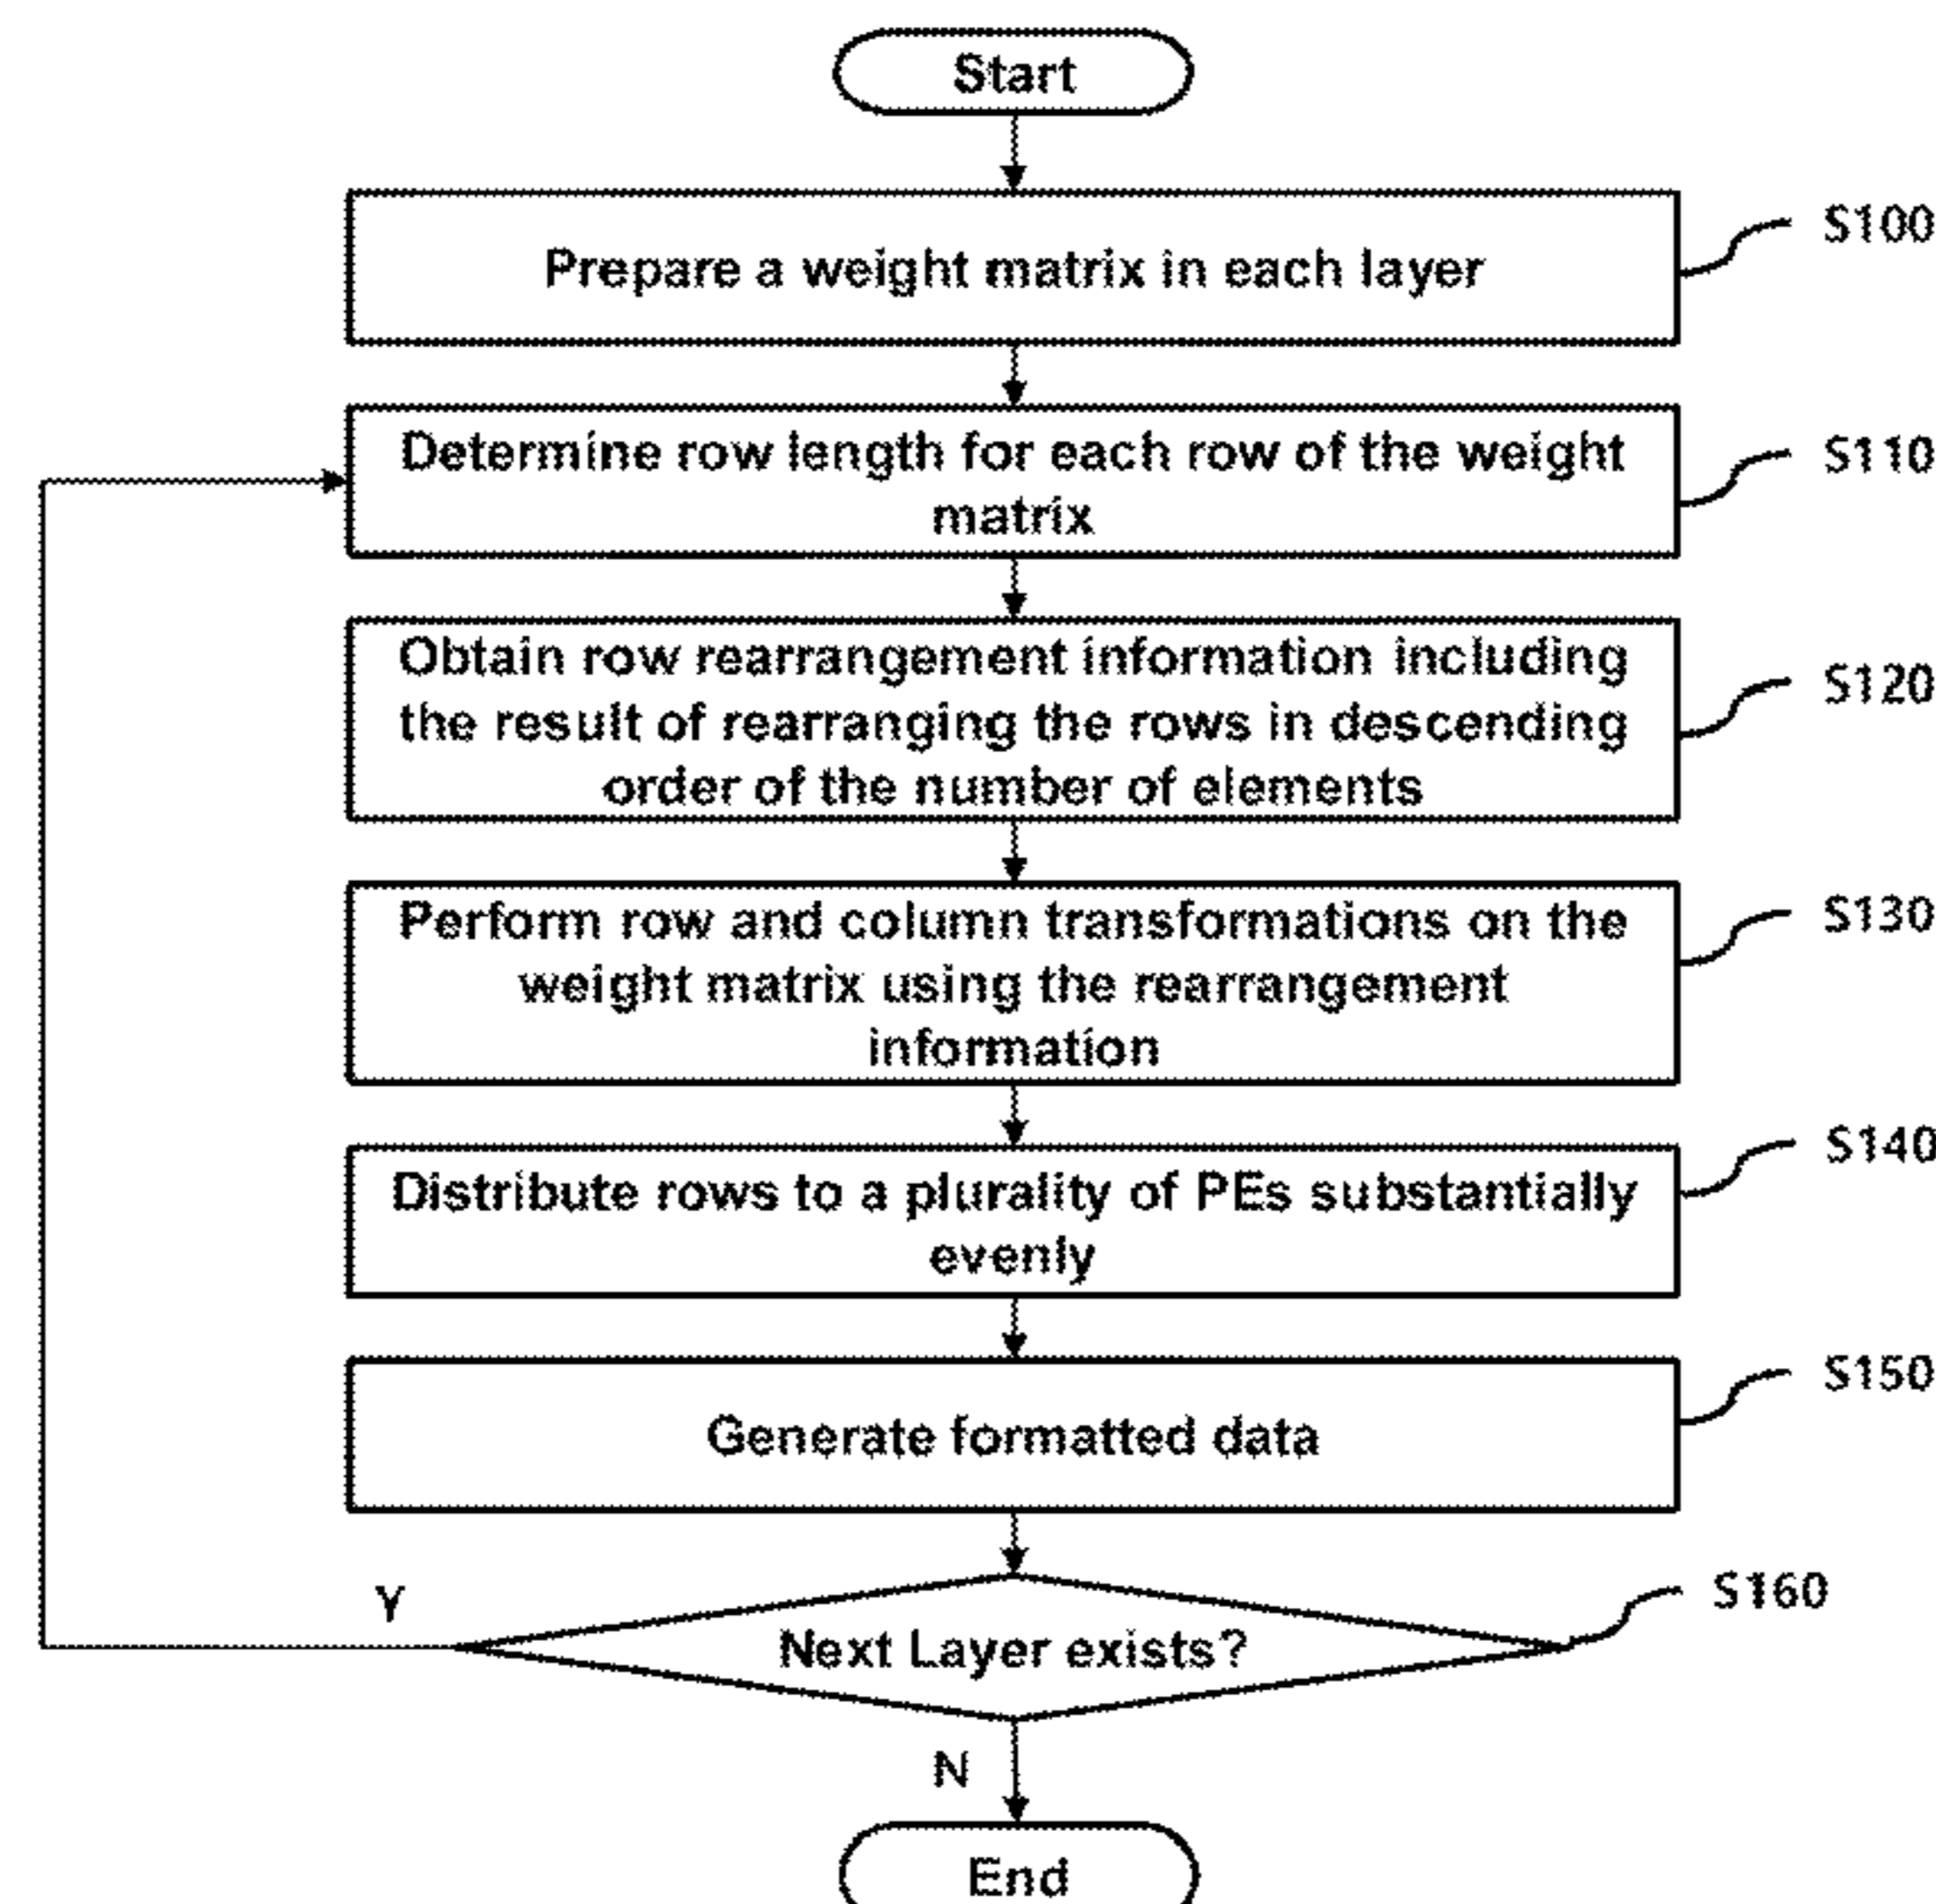 Start
Prepare a weight matrix in each layer
S100
Determine row length for each row of the weight
matrix
S110
Obtain row rearrangement information including
the result of rearranging the rows in descending
order of the number of elements
S120
Perform row and column transformations on the
weight matrix using the rearrangement
information
S130
Distribute rows to a plurality of PEs substantially
evenly
S140
Generate formatted data
S150
Y
Next Layer exists?
S160
N
End